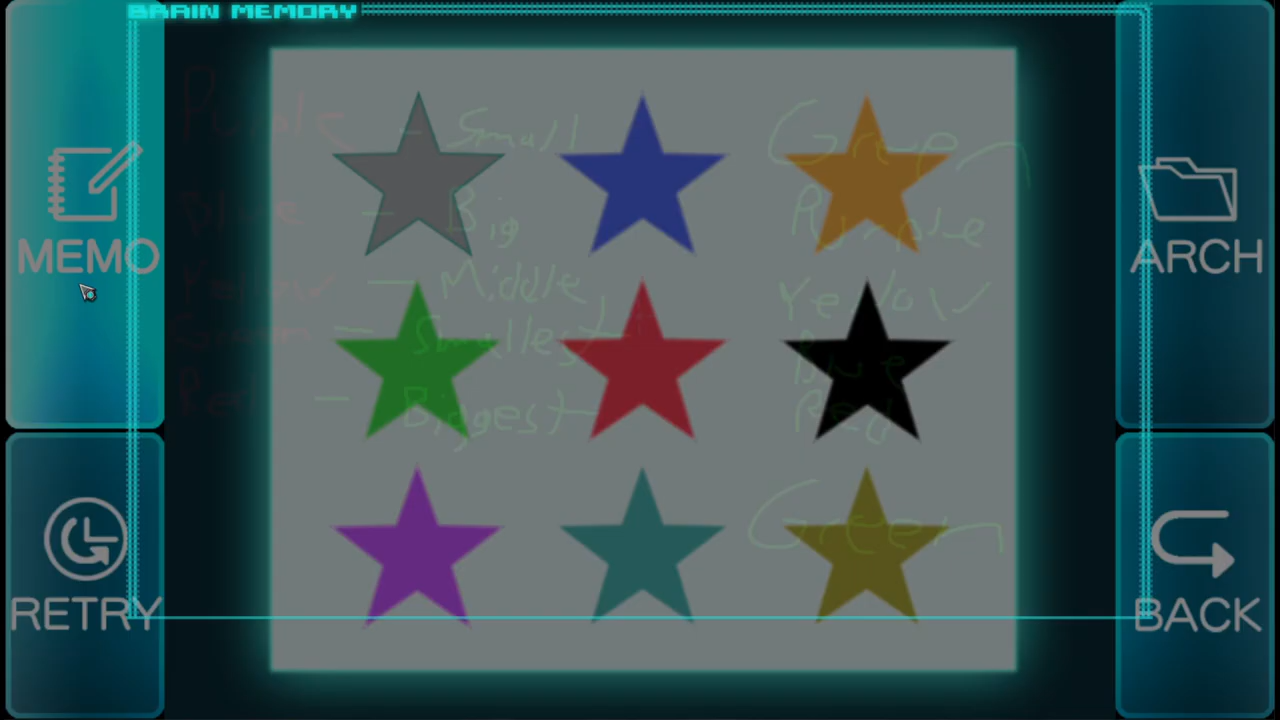 BRAIN MEMORY
MEMO
RETRY
ARCH
BACK
Purple - Small
Blue - Big
Yellow - Middle
Green - Smallest
Red - Biggest
Green
Purple
Yellow
Blue
Red
Green